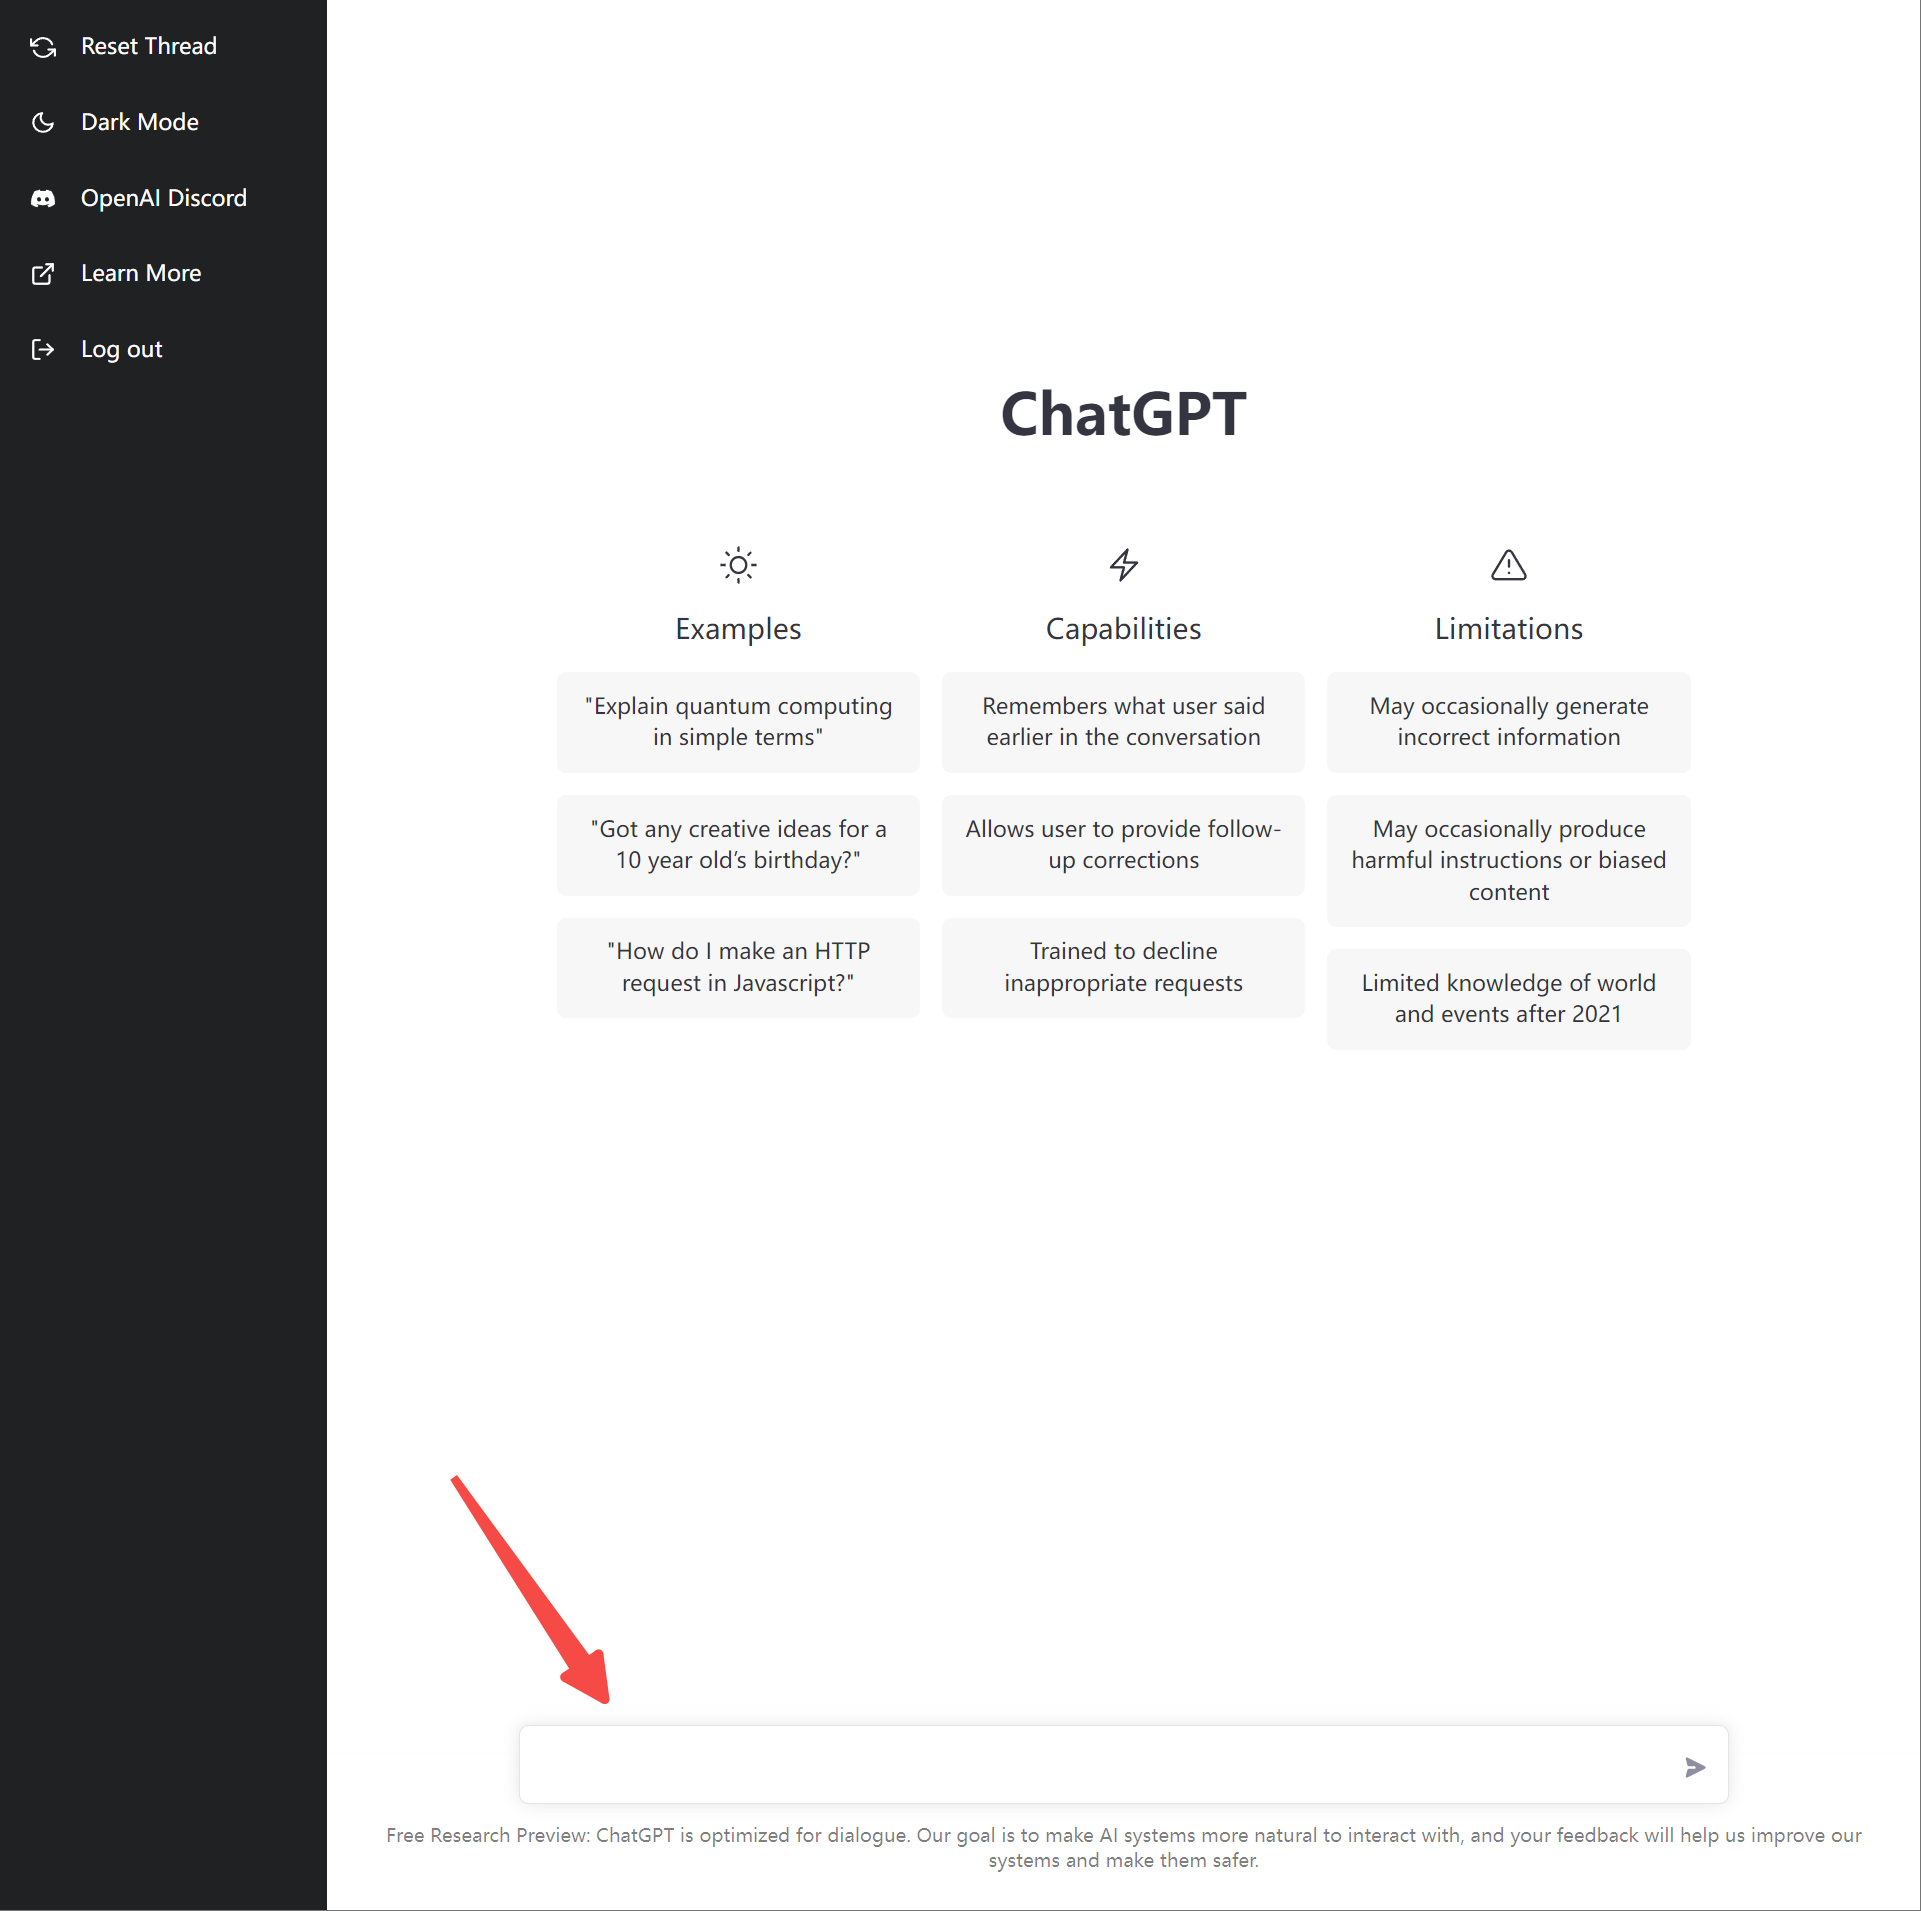 Reset Thread
Dark Mode
OpenAI Discord
Learn More
Log out
ChatGPT
Examples
"Explain quantum computing
in simple terms"
"Got any creative ideas for a
10 year old’s birthday?"
"How do I make an HTTP
request in Javascript?"
Capabilities
Remembers what user said
earlier in the conversation
Allows user to provide follow-
up corrections
Trained to decline
inappropriate requests
Limitations
May occasionally generate
incorrect information
May occasionally produce
harmful instructions or biased
content
Limited knowledge of world
and events after 2021
Free Research Preview: ChatGPT is optimized for dialogue. Our goal is to make AI systems more natural to interact with, and your feedback will help us improve our
systems and make them safer.